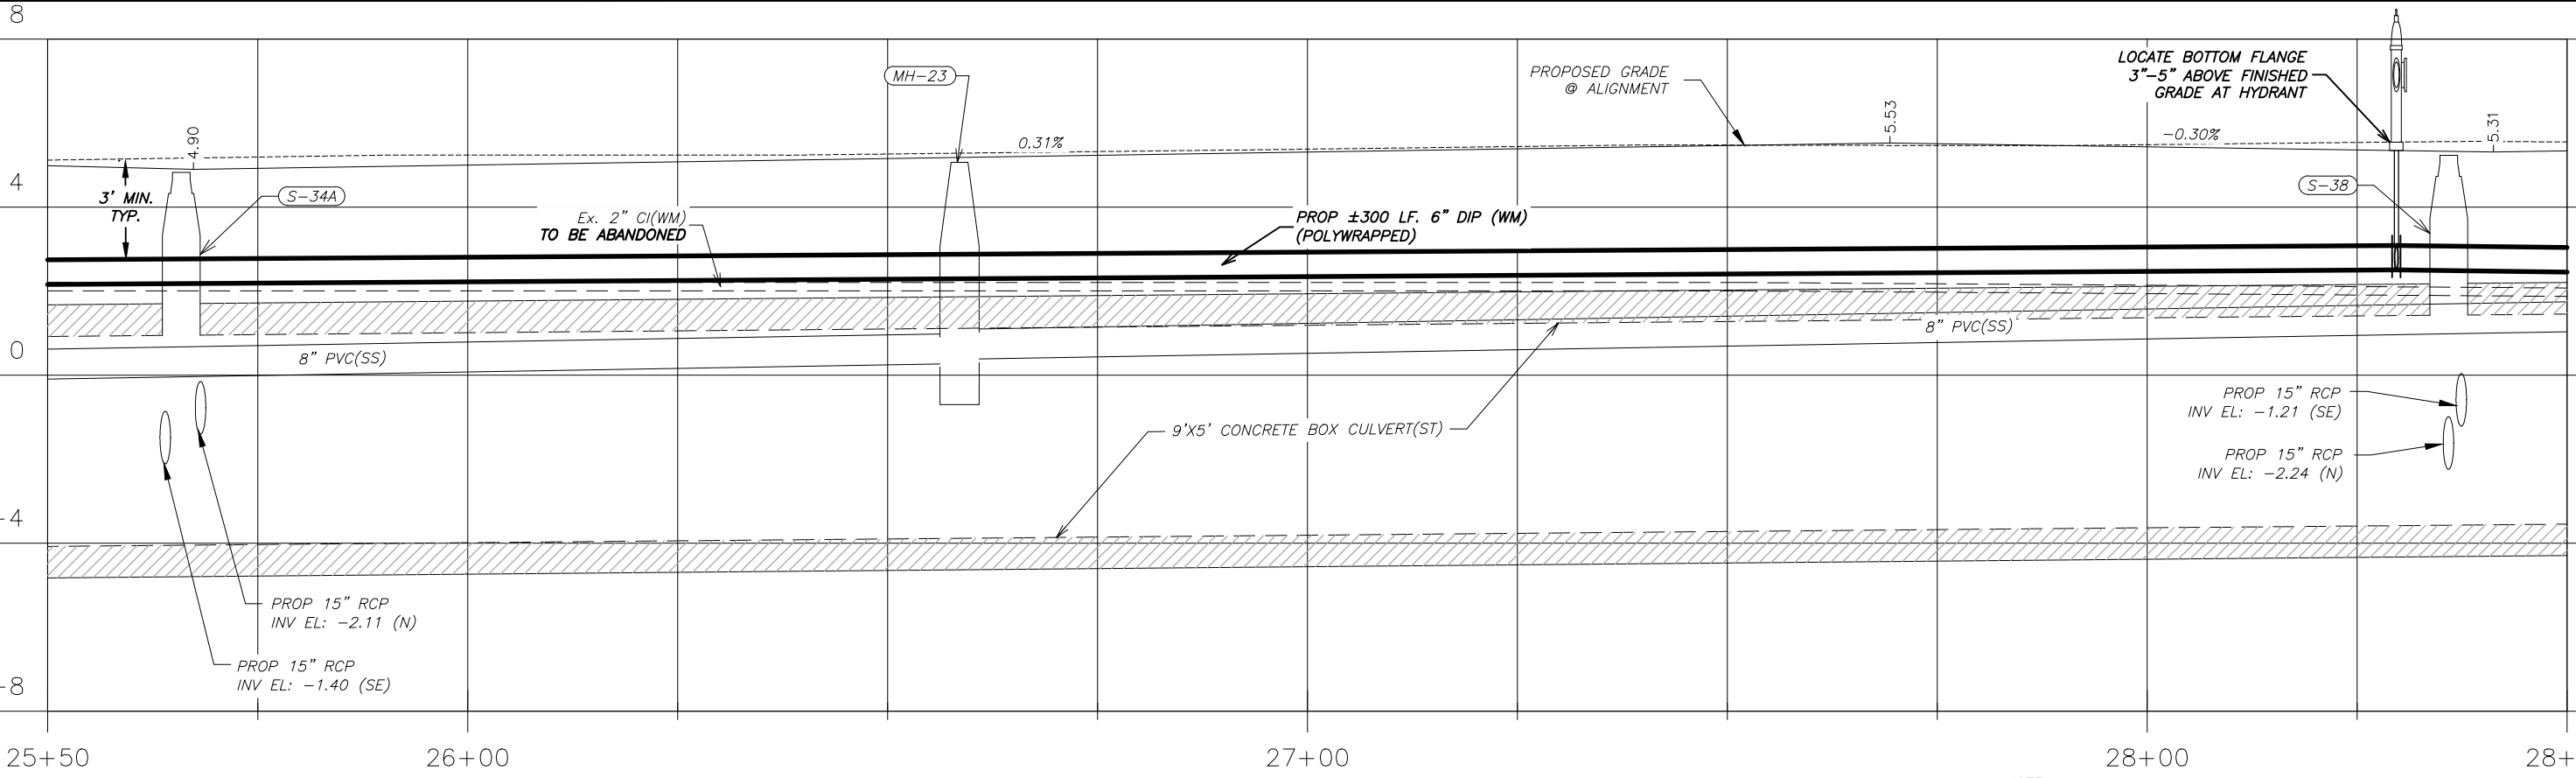 8
MH-23
PROPOSED GRADE
@ ALIGNMENT
LOCATE BOTTOM FLANGE
3"-5" ABOVE FINISHED
GRADE AT HYDRANT
4.90
0.31%
5.53
-0.30%
5.31
4
3' MIN.
TYP.
S-34A
S-38
Ex. 2" CI(WM)
TO BE ABANDONED
PROP ±300 LF. 6" DIP (WM)
(POLYWRAPPED)
0
8" PVC(SS)
8" PVC(SS)
PROP 15" RCP
INV EL: -1.21 (SE)
9'X5' CONCRETE BOX CULVERT(ST)
PROP 15" RCP
INV EL: -2.24 (N)
-4
PROP 15" RCP
INV EL: -2.11 (N)
PROP 15" RCP
INV EL: -1.40 (SE)
-8
25+50
26+00
27+00
28+00
28+